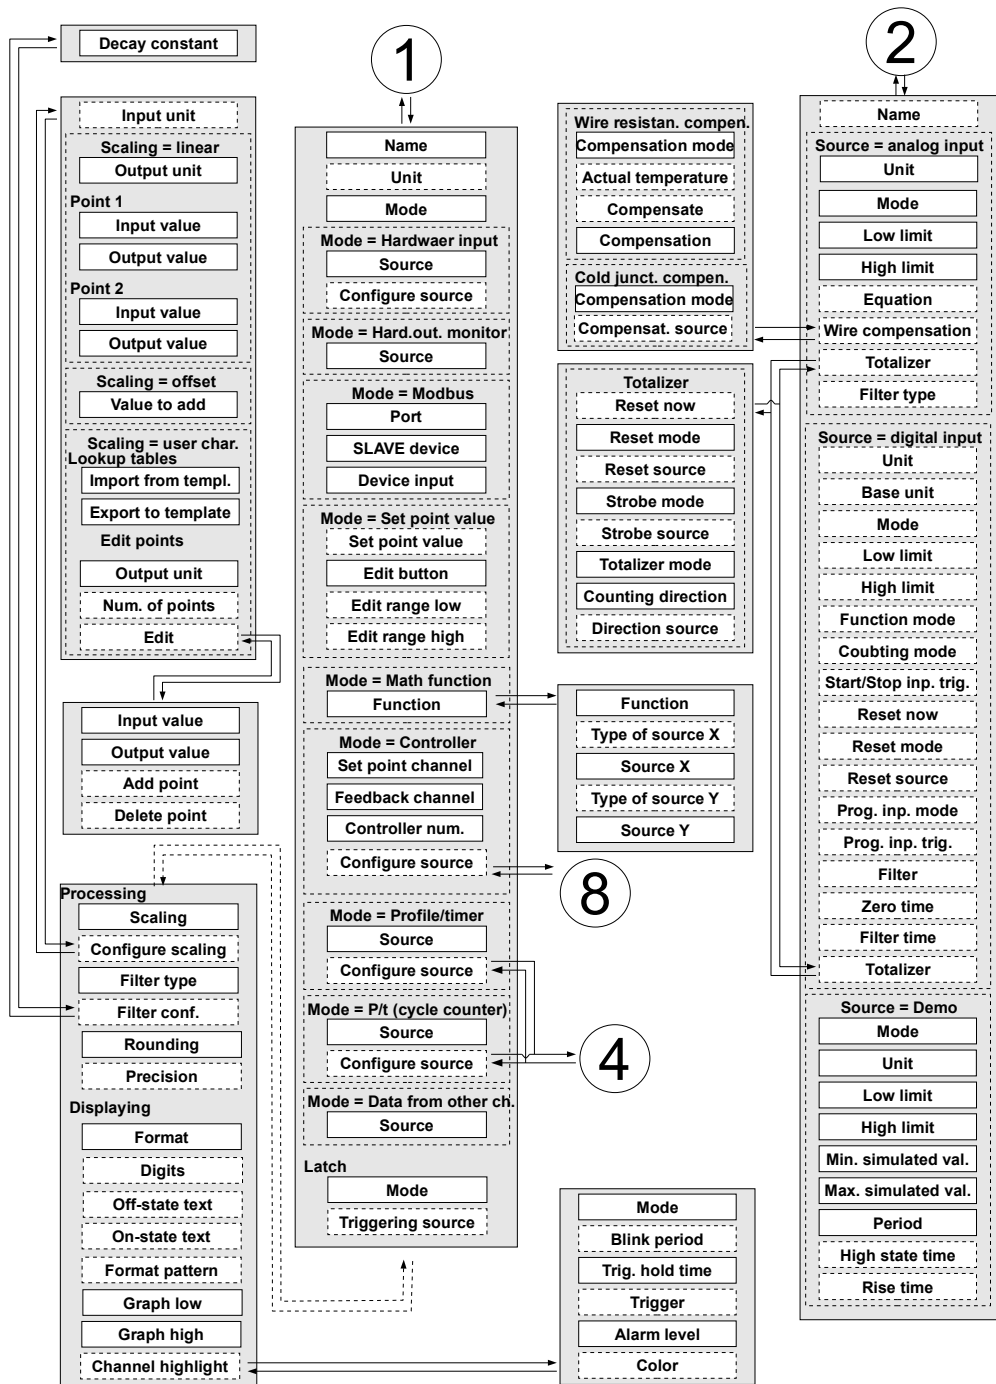 Decay constant
Input unit
Scaling = linear
Output unit
Point 1
Input value
Output value
Point 2
Input value
Output value
Scaling = offset
Value to add
Scaling = user char.
Lookup tables
Import from templ.
Export to template
Edit points
Output unit
Num. of points
Edit
Input value
Output value
Add point
Delete point
Processing
Scaling
Configure scaling
Filter type
Filter conf.
Rounding
Precision
Displaying
Format
Digits
Off-state text
On-state text
Format pattern
Graph low
Graph high
Channel highlight
1
Name
Unit
Mode
Mode = Hardwaer input
Source
Configure source
Mode = Hard.out. monitor
Source
Mode = Modbus
Port
SLAVE device
Device input
Mode = Set point value
Set point value
Edit button
Edit range low
Edit range high
Mode = Math function
Function
Mode = Controller
Set point channel
Feedback channel
Controller num.
Configure source
Mode = Profile/timer
Source
Configure source
Mode = P/t (cycle counter)
Source
Configure source
Mode = Data from other ch.
Source
Latch
Mode
Triggering source
Wire resistan. compen.
Compensation mode
Actual temperature
Compensate
Compensation
Cold junct. compen.
Compensation mode
Compensat. source
Totalizer
Reset now
Reset mode
Reset source
Strobe mode
Strobe source
Totalizer mode
Counting direction
Direction source
Function
Type of source X
Source X
Type of source Y
Source Y
8
4
Mode
Blink period
Trig. hold time
Trigger
Alarm level
Color
2
Name
Source = analog input
Unit
Mode
Low limit
High limit
Equation
Wire compensation
Totalizer
Filter type
Source = digital input
Unit
Base unit
Mode
Low limit
High limit
Function mode
Coubting mode
Start/Stop inp. trig.
Reset now
Reset mode
Reset source
Prog. inp. mode
Prog. inp. trig.
Filter
Zero time
Filter time
Totalizer
Source = Demo
Mode
Unit
Low limit
High limit
Min. simulated val.
Max. simulated val.
Period
High state time
Rise time